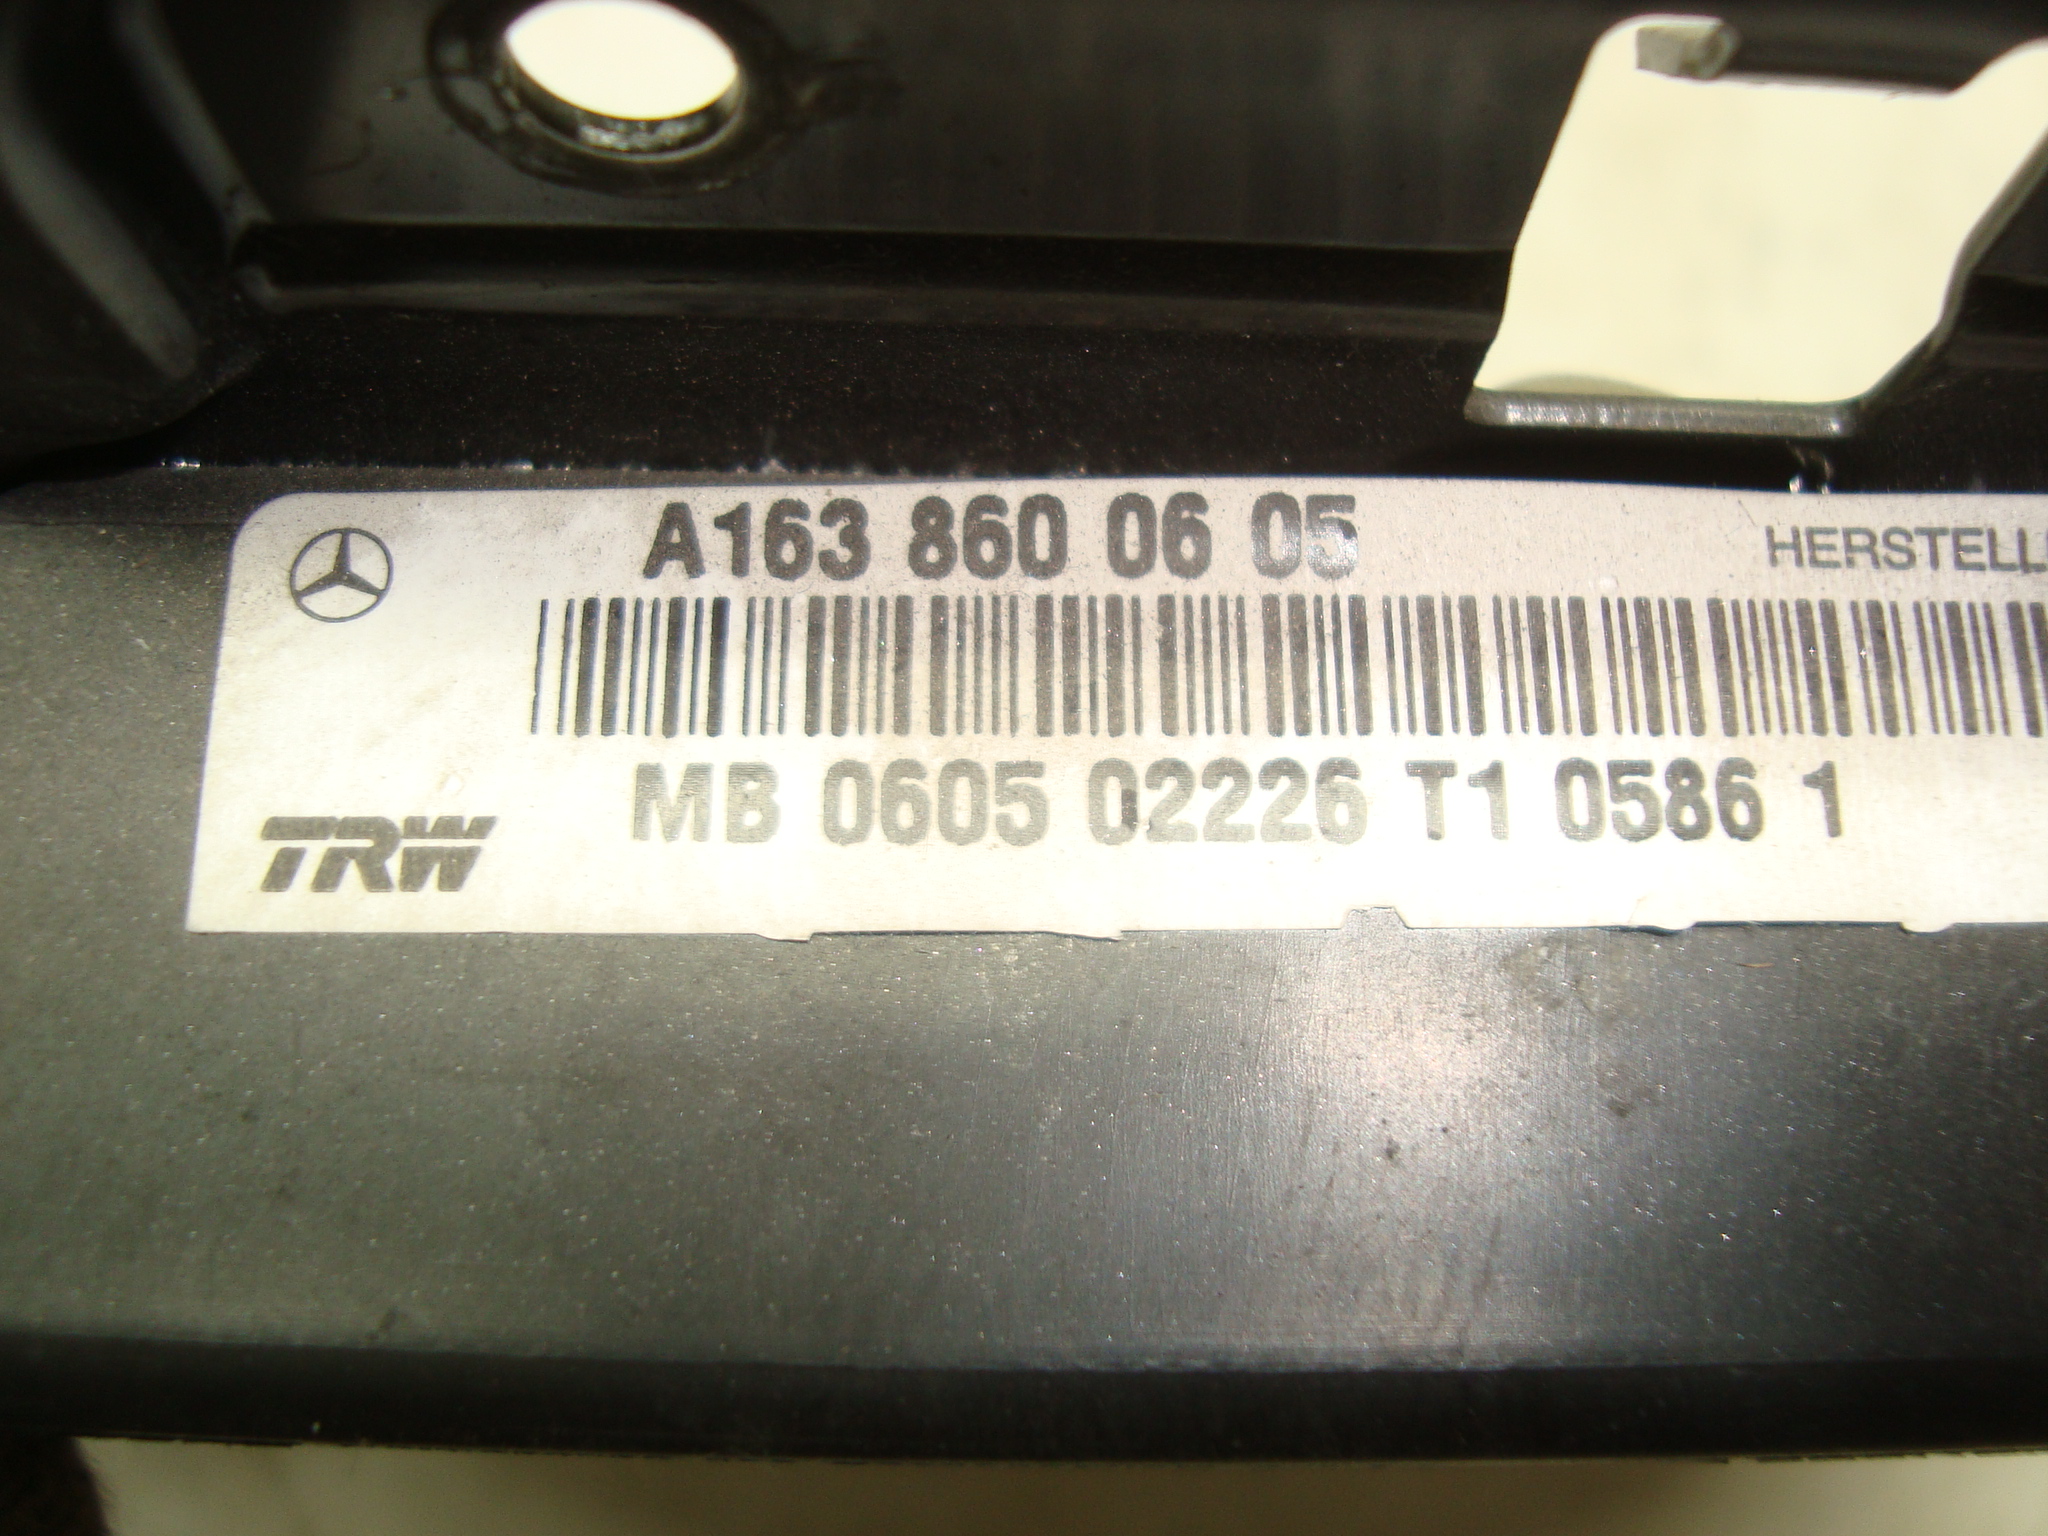 A163 860 06 05
HERSTELL
MB 0605 02226 T1 0586 1
TRW